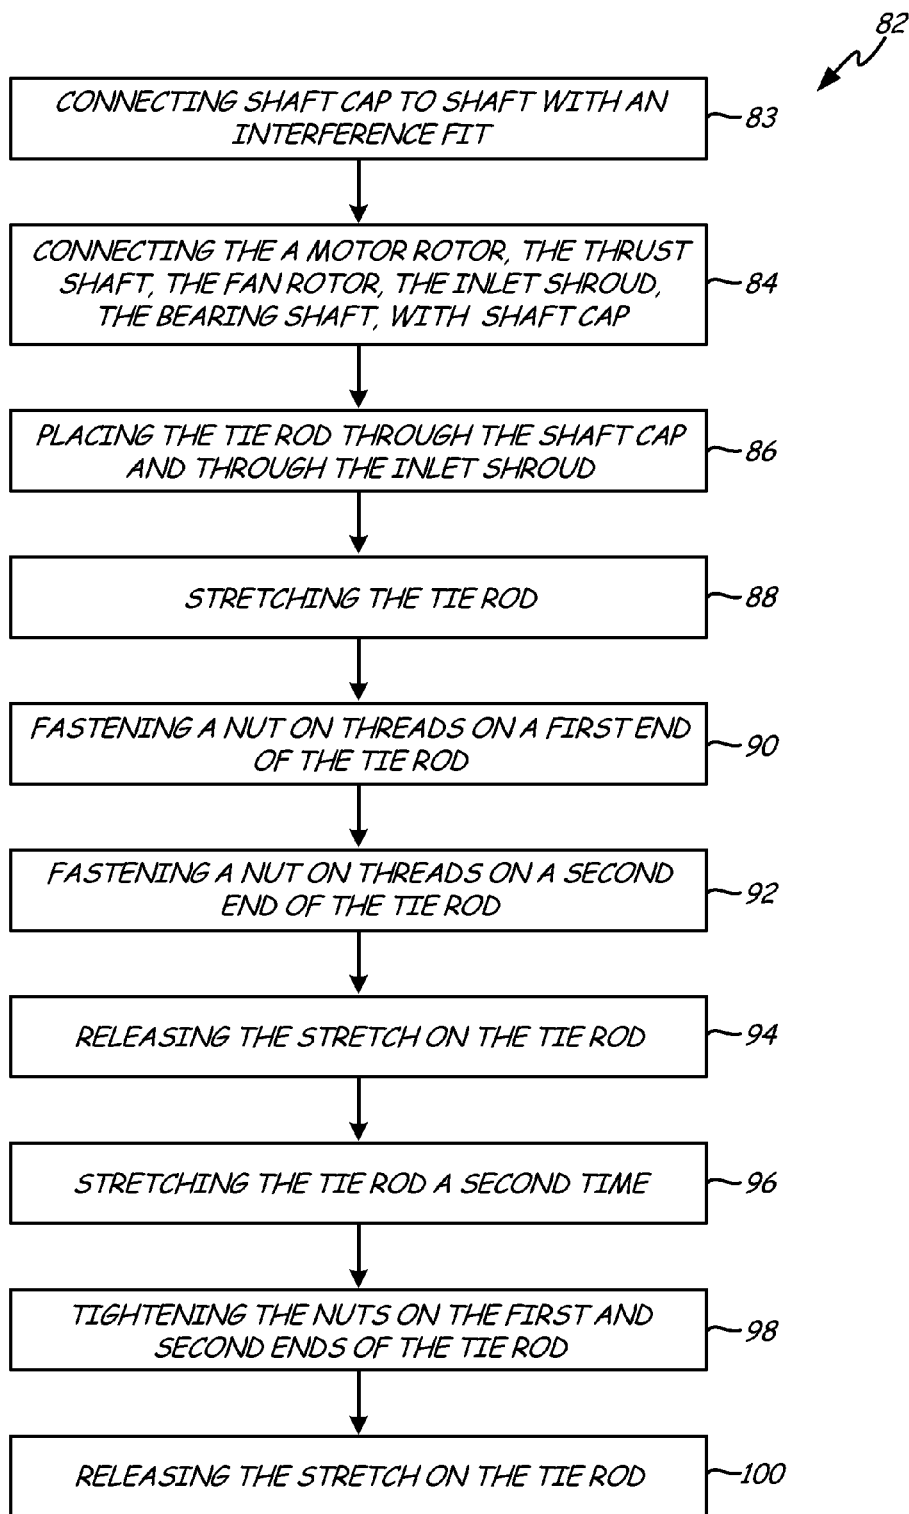 82
CONNECTING SHAFT CAP TO SHAFT WITH AN
INTERFERENCE FIT
83
CONNECTING THE A MOTOR ROTOR, THE THRUST
SHAFT, THE FAN ROTOR, THE INLET SHROUD,
THE BEARING SHAFT, WITH SHAFT CAP
84
PLACING THE TIE ROD THROUGH THE SHAFT CAP
AND THROUGH THE INLET SHROUD
86
STRETCHING THE TIE ROD
88
FASTENING A NUT ON THREADS ON A FIRST END
OF THE TIE ROD
90
FASTENING A NUT ON THREADS ON A SECOND
END OF THE TIE ROD
92
RELEASING THE STRETCH ON THE TIE ROD
94
STRETCHING THE TIE ROD A SECOND TIME
96
TIGHTENING THE NUTS ON THE FIRST AND
SECOND ENDS OF THE TIE ROD
98
RELEASING THE STRETCH ON THE TIE ROD
100